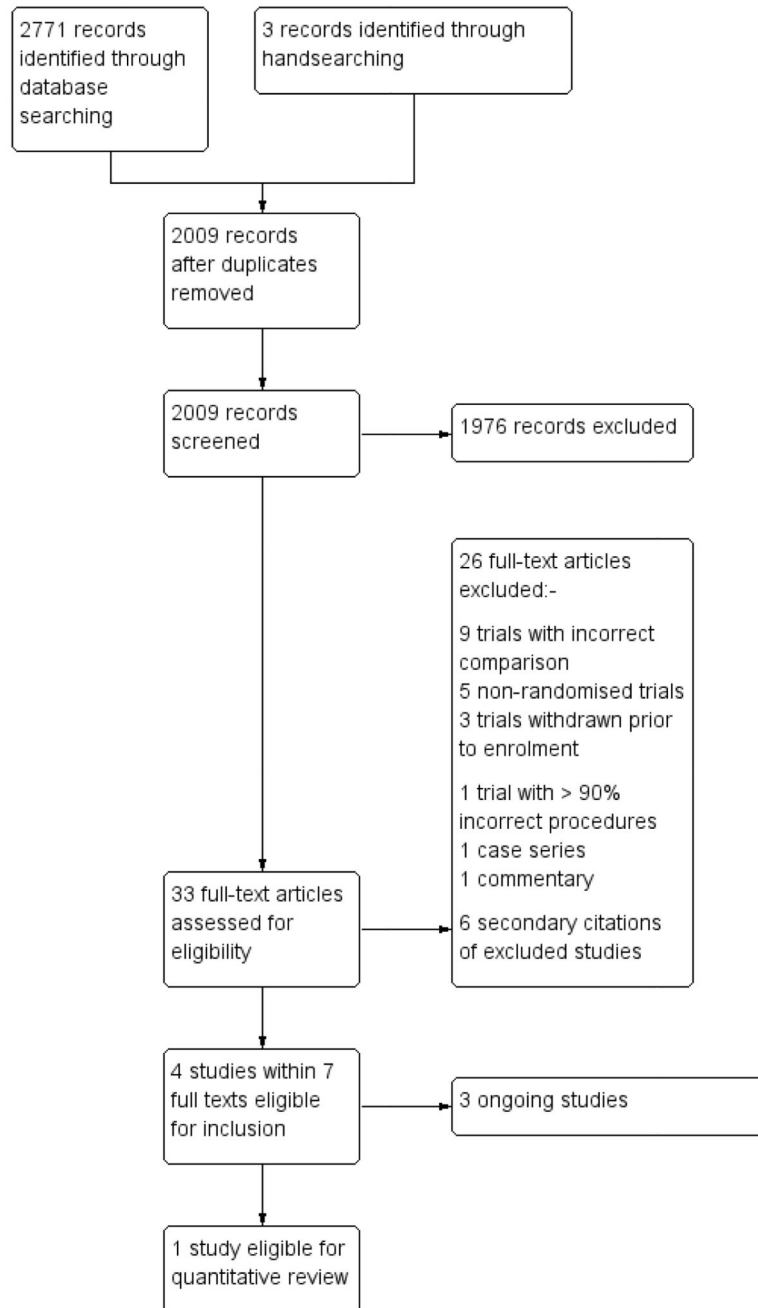 2771 records
identified through
database
searching
3 records identified through
handsearching
2009 records
after duplicates
removed
2009 records
screened
1976 records excluded
26 full-text articles
excluded:-
9 trials with incorrect
comparison
5 non-randomised trials
3 trials withdrawn prior
to enrolment
1 trial with > 90%
incorrect procedures
1 case series
1 commentary
6 secondary citations
of excluded studies
33 full-text articles
assessed for
eligibility
4 studies within 7
full texts eligible
for inclusion
3 ongoing studies
1 study eligible for
quantitative review